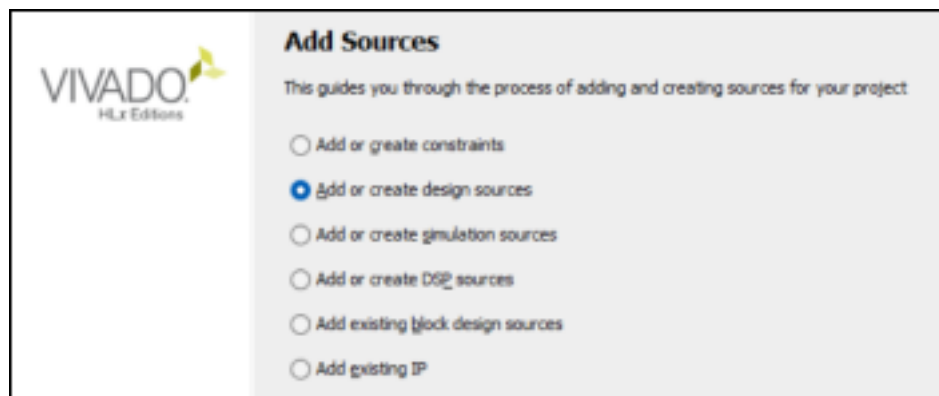 VIVADO.
HLx Editions
Add Sources
This guides you through the process of adding and creating sources for your project
Add or create constraints
Add or create design sources
Add or create simulation sources
Add or create DSP sources
Add existing block design sources
Add existing IP